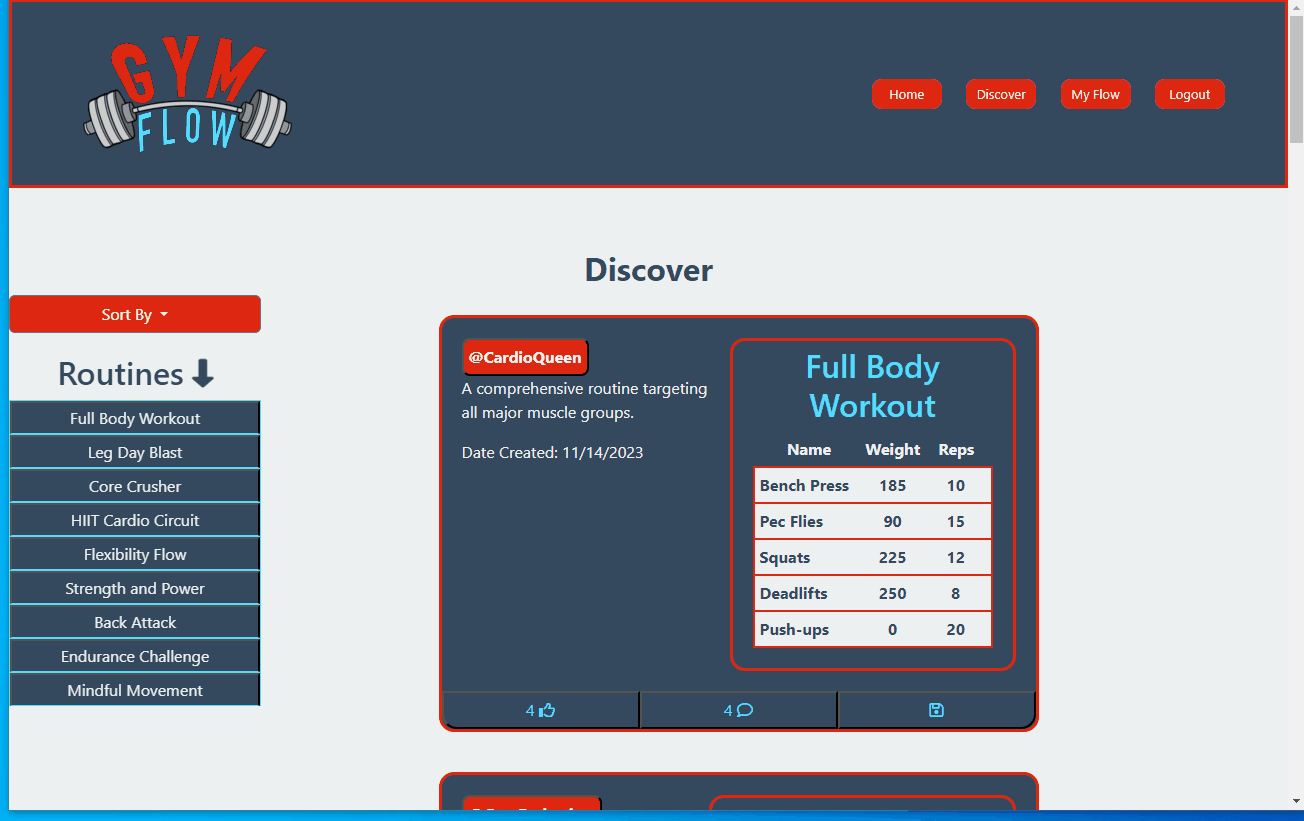 GYM
FLOW
Home
Discover
My Flow
Logout
Discover
Sort By
Routines
Full Body Workout
Leg Day Blast
Core Crusher
HIIT Cardio Circuit
Flexibility Flow
Strength and Power
Back Attack
Endurance Challenge
Mindful Movement
@CardioQueen
A comprehensive routine targeting
all major muscle groups.
Date Created: 11/14/2023
Full Body
Workout
Name Weight Reps
Bench Press 185 10
Pec Flies 90 15
Squats 225 12
Deadlifts 250 8
Push-ups 0 20
4
4